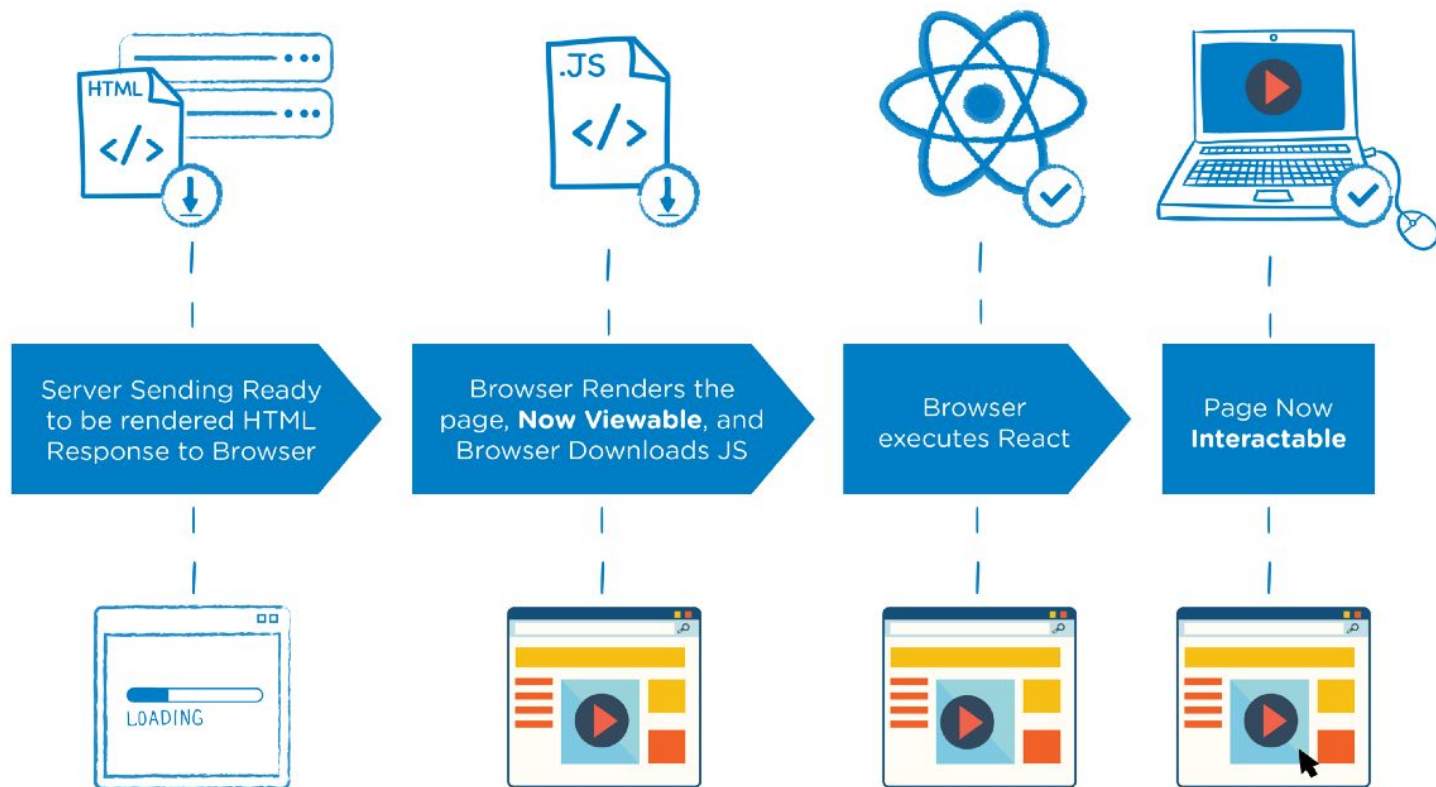 HTML
</>
.JS
</>
Server Sending Ready
to be rendered HTML
Response to Browser
Browser Renders the
page, Now Viewable, and
Browser Downloads JS
Browser
executes React
Page Now
Interactable
LOADING